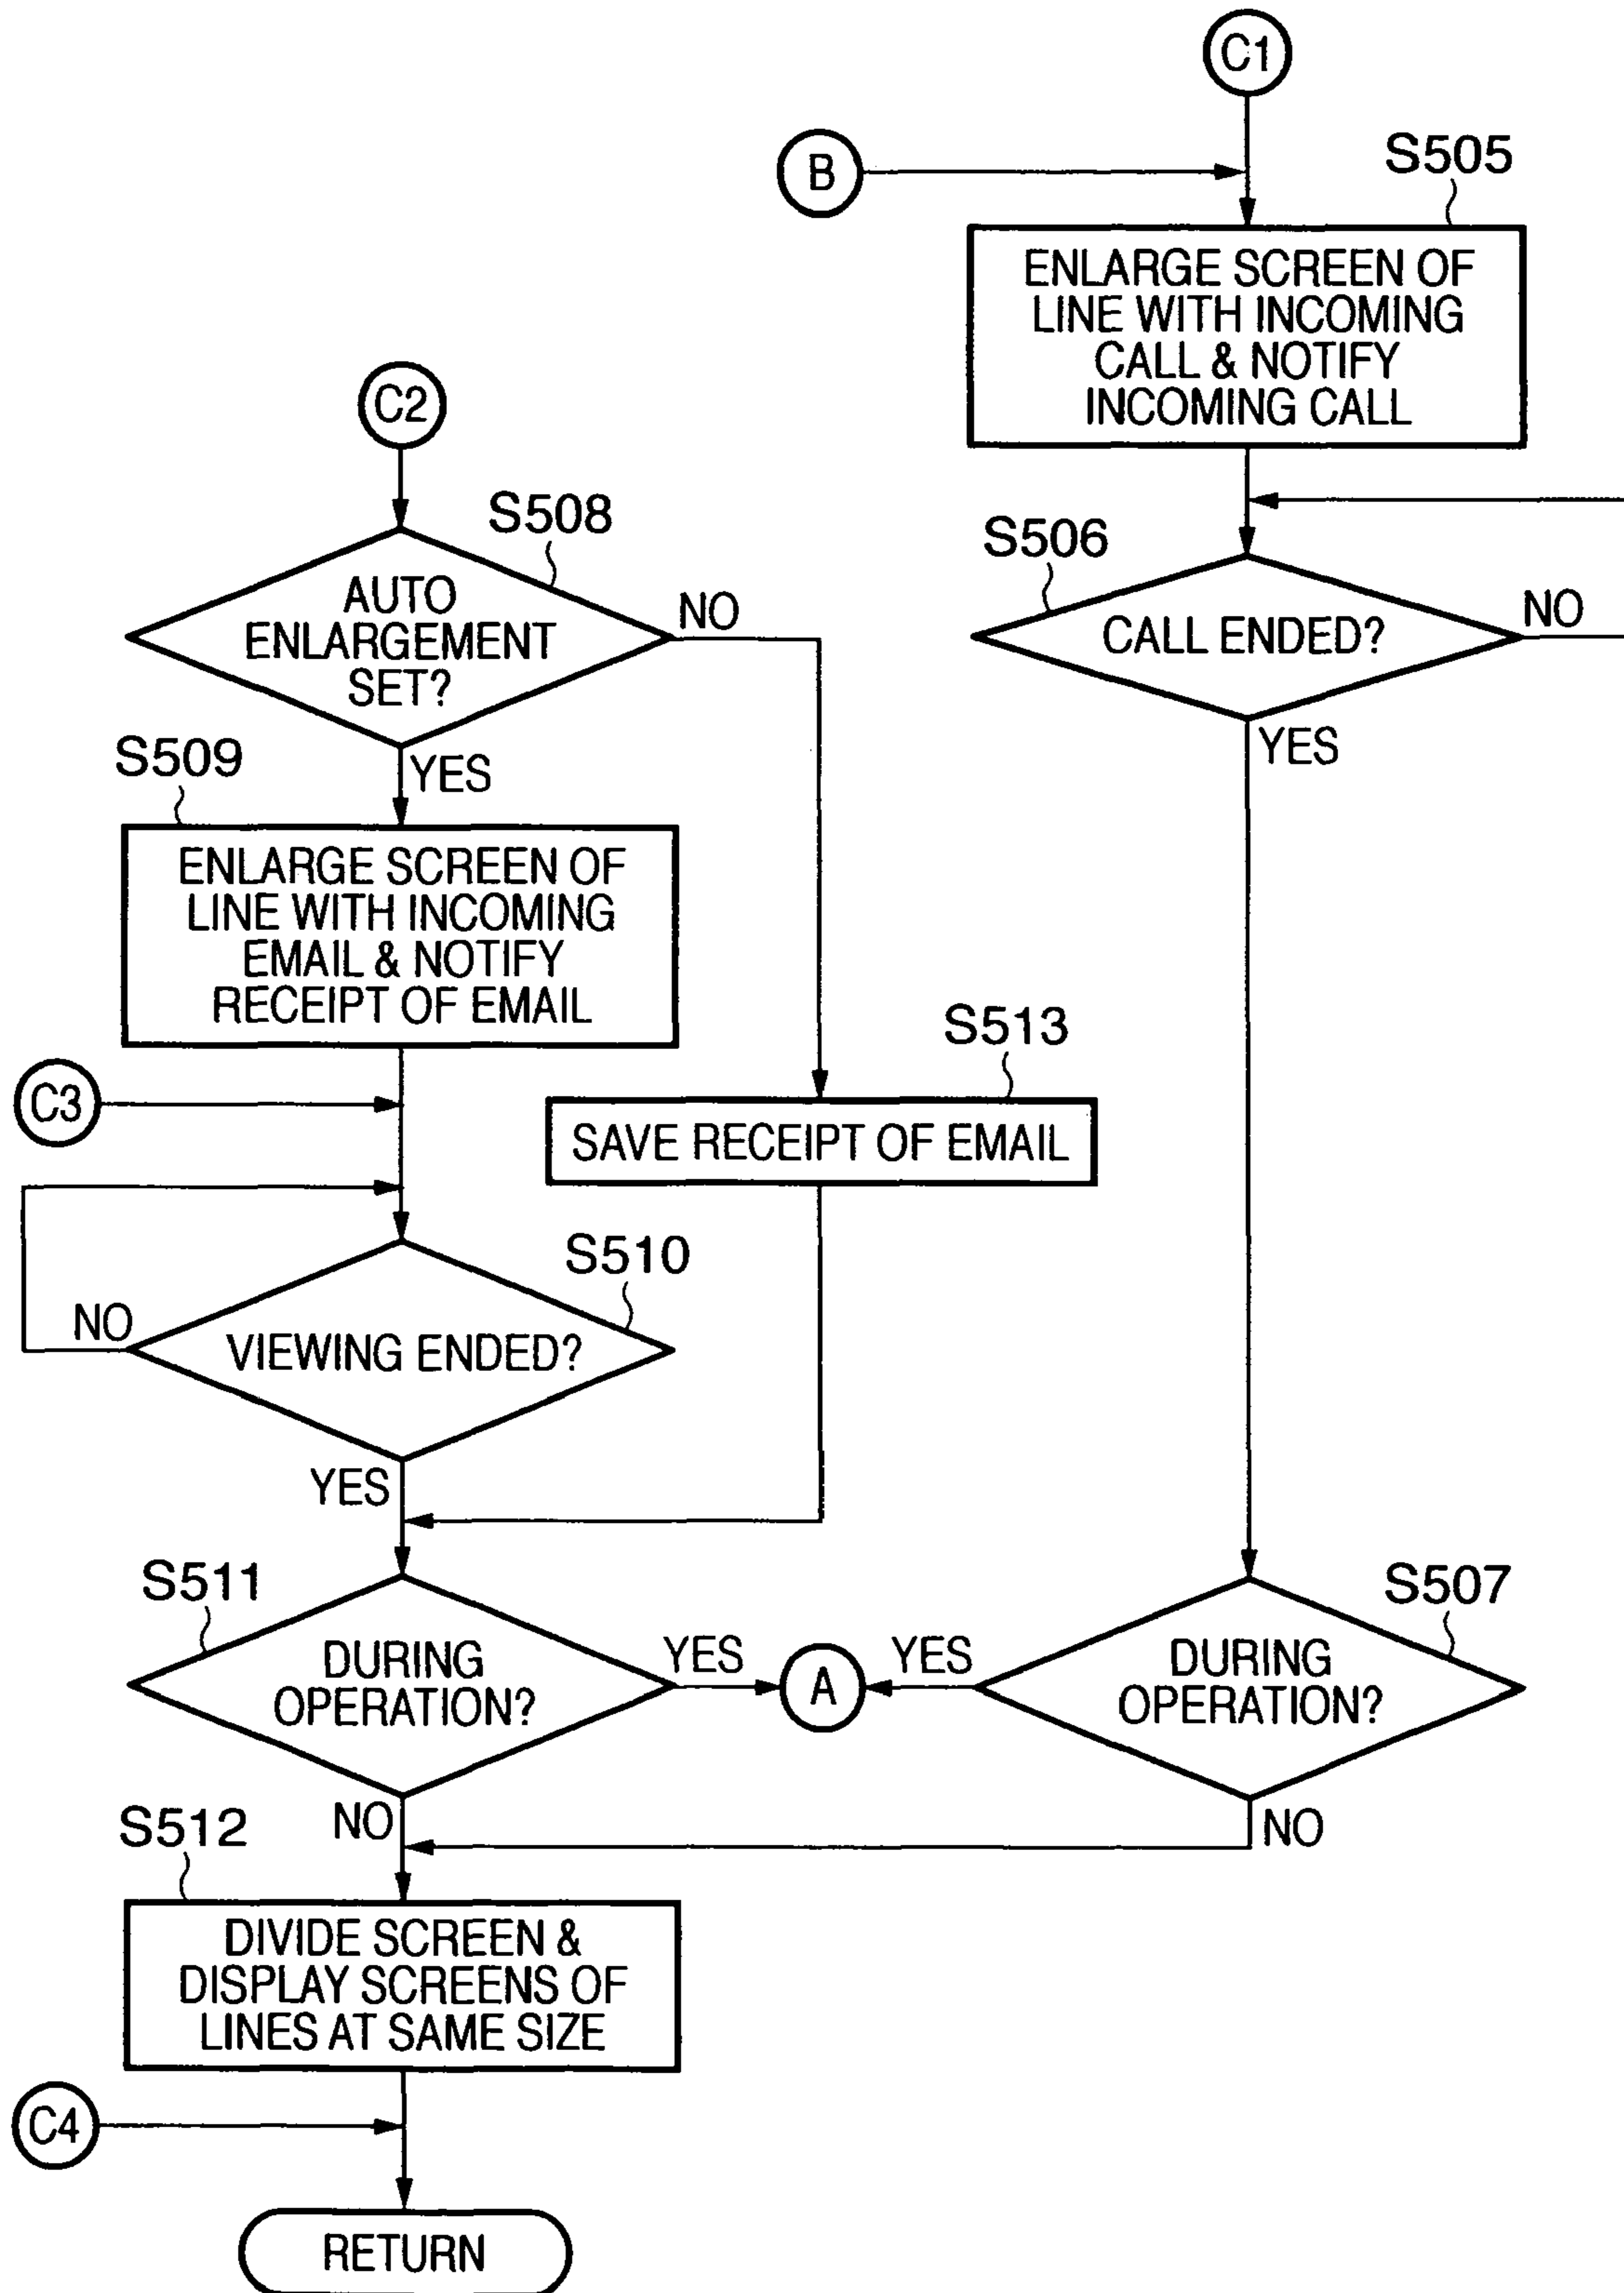 C1
B
S505
ENLARGE SCREEN OF
LINE WITH INCOMING
CALL & NOTIFY
INCOMING CALL
C2
S508
AUTO
ENLARGEMENT
SET?
NO
S506
CALL ENDED?
NO
YES
YES
S509
ENLARGE SCREEN OF
LINE WITH INCOMING
EMAIL & NOTIFY
RECEIPT OF EMAIL
C3
S513
SAVE RECEIPT OF EMAIL
S510
VIEWING ENDED?
NO
YES
S511
DURING
OPERATION?
YES
A
YES
S507
DURING
OPERATION?
NO
NO
S512
DIVIDE SCREEN &
DISPLAY SCREENS OF
LINES AT SAME SIZE
C4
RETURN